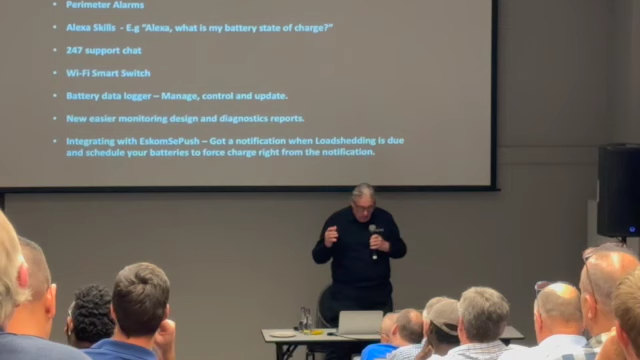 • Perimeter Alarms
• Alexa Skills - E.g "Alexa, what is my battery state of charge?"
• 247 support chat
• Wi-Fi Smart Switch
• Battery data logger – Manage, control and update.
• New easier monitoring design and diagnostics reports.
• Integrating with EskomSePush – Got a notification when Loadshedding is due
and schedule your batteries to force charge right from the notification.